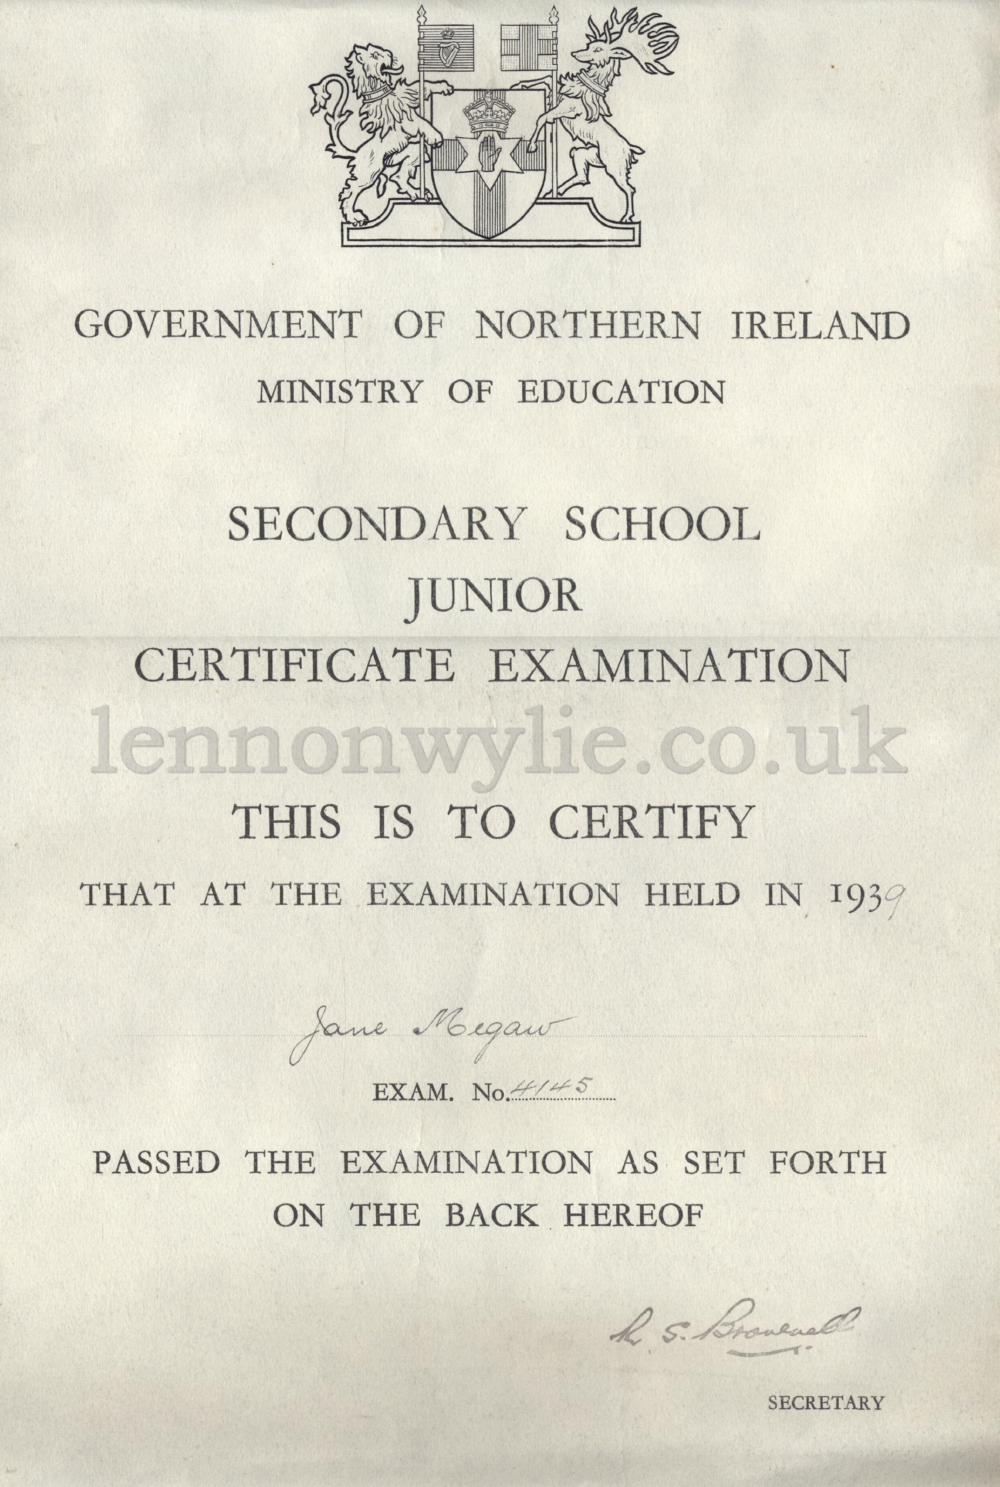 GOVERNMENT OF NORTHERN IRELAND
MINISTRY OF EDUCATION
SECONDARY SCHOOL
JUNIOR
CERTIFICATE EXAMINATION
lennonwylie.co.uk
THIS IS TO CERTIFY
THAT AT THE EXAMINATION HELD IN 1939
Jane Megaw
EXAM. No. 4145
PASSED THE EXAMINATION AS SET FORTH
ON THE BACK HEREOF
R. S. Brownell
SECRETARY